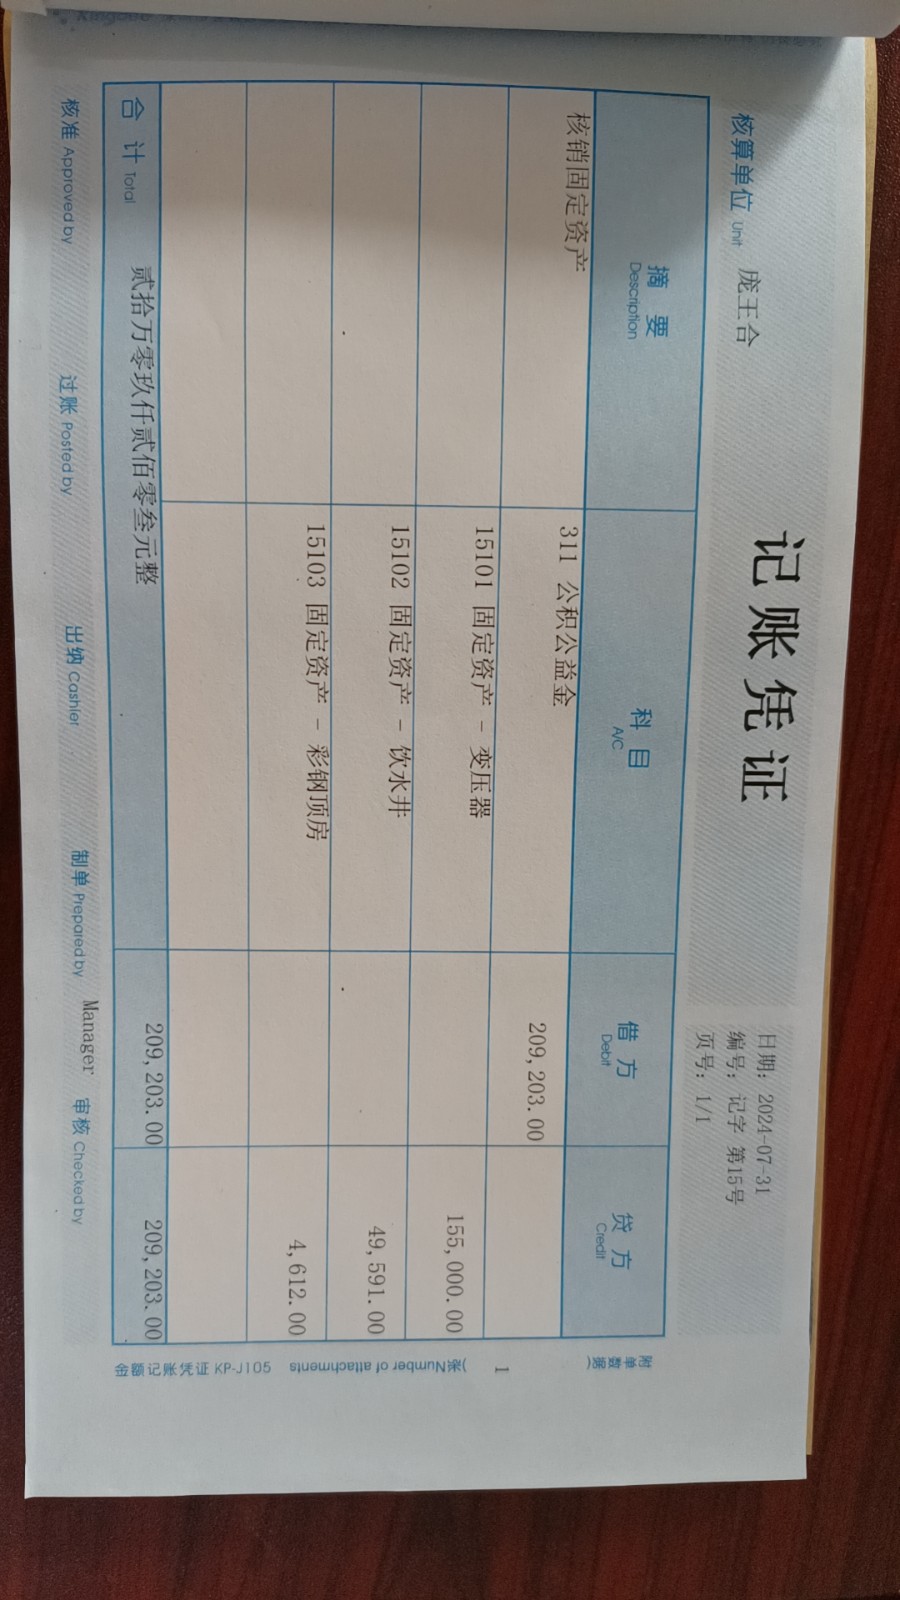 记账凭证
日期： 2024-07-31
编号： 记字 第15号
页号： 1/1
核算单位 Unit 庞王合
摘 要 Description 科 目 A/C 借 方 Debit 贷 方 Credit
核销固定资产 311 公积公益金 209,203.00
15101 固定资产 - 变压器 155,000.00
15102 固定资产 - 饮水井 49,591.00
15103 固定资产 - 彩钢顶房 4,612.00
合 计 Total 贰拾万零玖仟贰佰零叁元整 209,203.00 209,203.00
核准 Approved by 过账 Posted by 出纳 Cashier 制单 Prepared by Manager 审核 Checked by
附单数据( 1 )张 Number of attachments
金额记账凭证 KP-J105